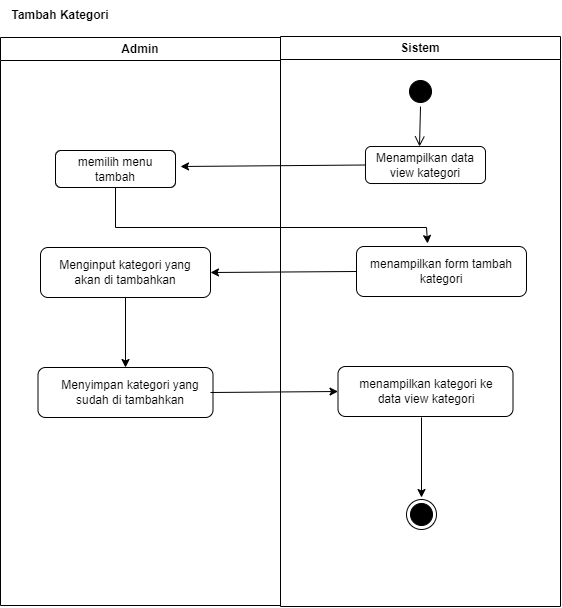 Tambah Kategori
Admin
Sistem
Menampilkan data
view kategori
memilih menu
tambah
menampilkan form tambah
kategori
Menginput kategori yang
akan di tambahkan
Menyimpan kategori yang
sudah di tambahkan
menampilkan kategori ke
data view kategori